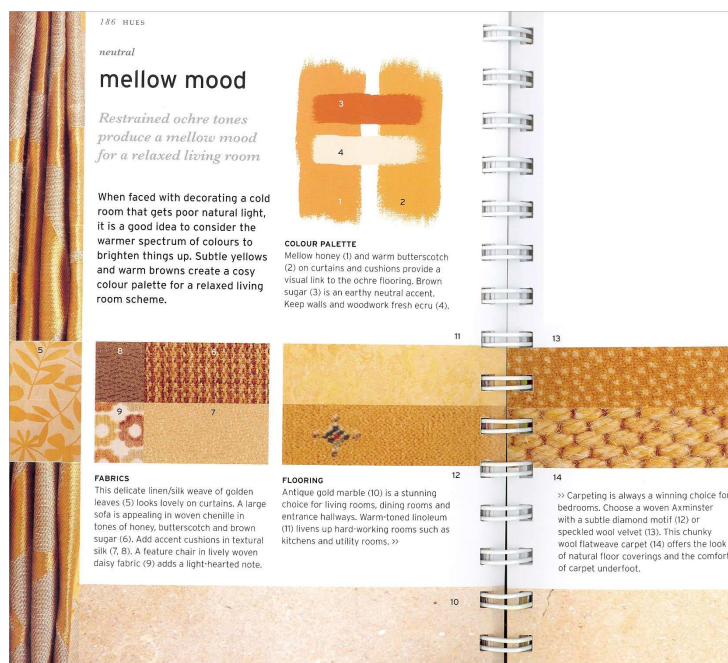 186 HUES
neutral
mellow mood
Restrained ochre tones
produce a mellow mood
for a relaxed living room
When faced with decorating a cold
room that gets poor natural light,
it is a good idea to consider the
warmer spectrum of colours to
brighten things up. Subtle yellows
and warm browns create a cosy
colour palette for a relaxed living
room scheme.
3
4
1
2
COLOUR PALETTE
Mellow honey (1) and warm butterscotch
(2) on curtains and cushions provide a
visual link to the ochre flooring. Brown
sugar (3) is an earthy neutral accent.
Keep walls and woodwork fresh ecru (4).
5
8
6
9
7
FABRICS
This delicate linen/silk weave of golden
leaves (5) looks lovely on curtains. A large
sofa is appealing in woven chenille in
tones of honey, butterscotch and brown
sugar (6). Add accent cushions in textural
silk (7, 8). A feature chair in lively woven
daisy fabric (9) adds a light-hearted note.
11
12
FLOORING
Antique gold marble (10) is a stunning
choice for living rooms, dining rooms and
entrance hallways. Warm-toned linoleum
(11) livens up hard-working rooms such as
kitchens and utility rooms. >>
10
13
14
>> Carpeting is always a winning choice for
bedrooms. Choose a woven Axminster
with a subtle diamond motif (12) or
speckled wool velvet (13). This chunky
wool flatweave carpet (14) offers the look
of natural floor coverings and the comfort
of carpet underfoot.